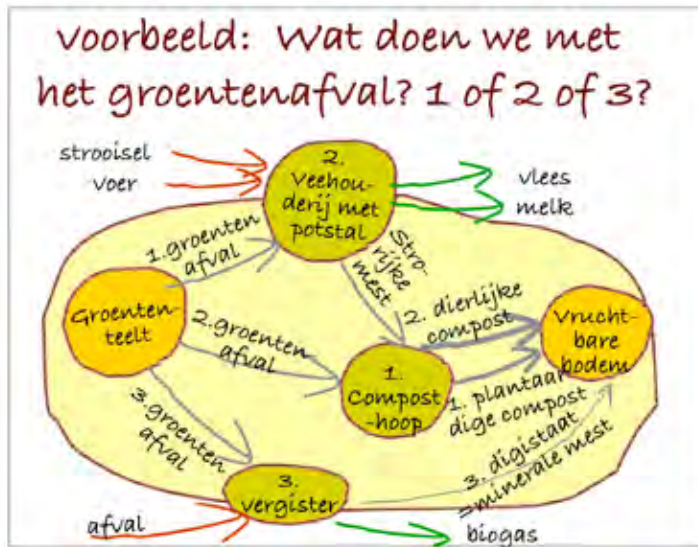 voorbeeld: Wat doen we met
het groentenafval? 1 of 2 of 3?
strooisel
voer
2.
Veehou-
derij met
potstal
vlees
melk
1.groenten
afval
Stro-
rijke
mest
Groenten-
teelt
2.groenten
afval
2. dierlijke
compost
Vrucht-
bare
bodem
1.
Compost
-hoop
1. plantaar
dige compost
3.groenten
afval
3. digistaat
=minerale mest
3.
vergister
afval
biogas